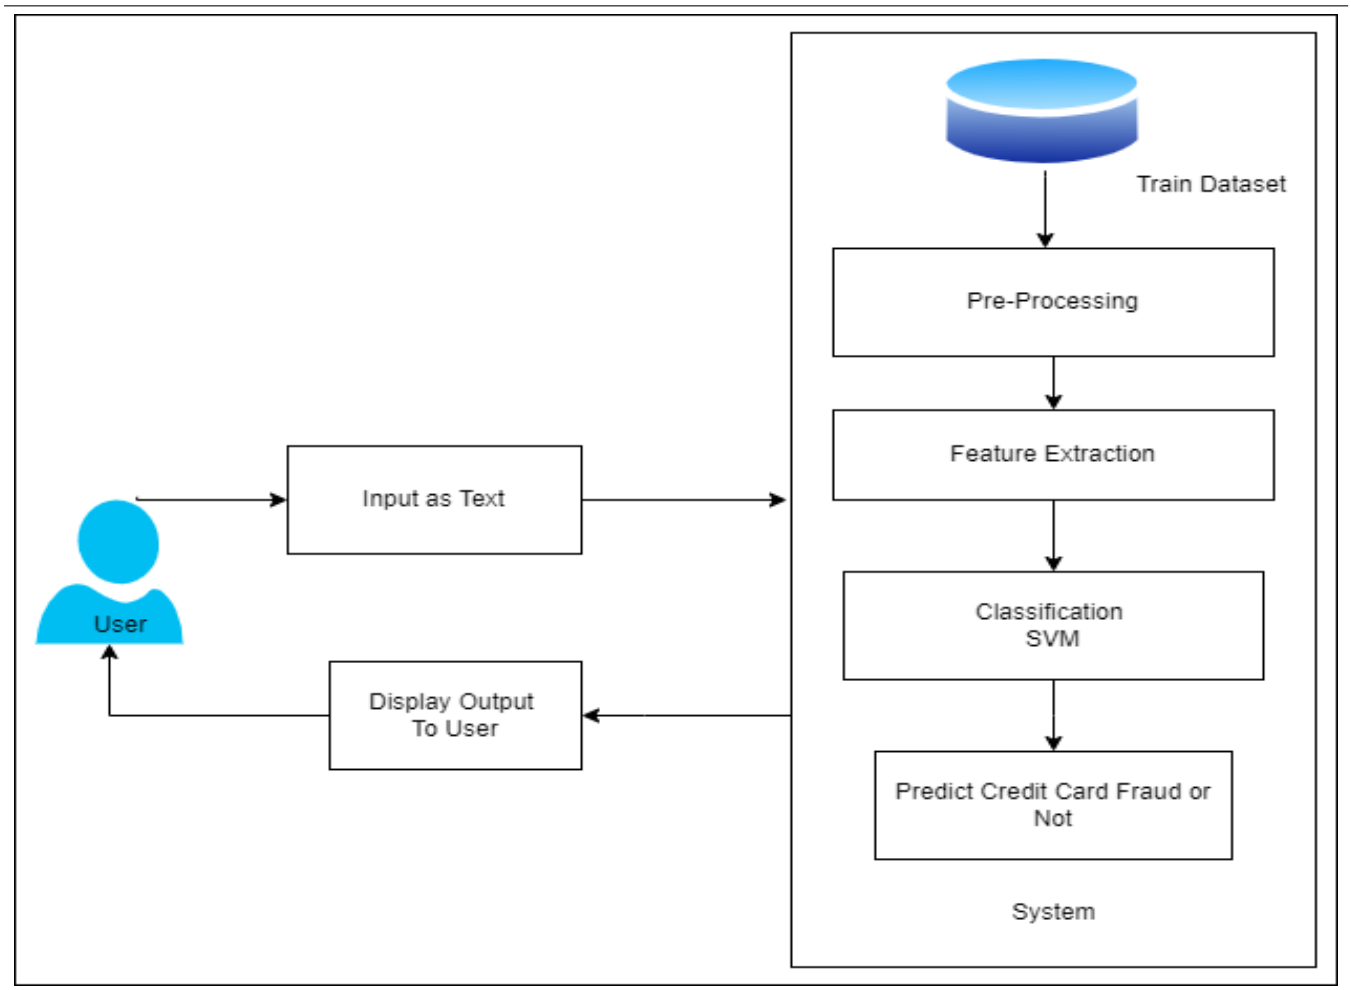 Train Dataset
Pre-Processing
Feature Extraction
Input as Text
Classification
SVM
User
Display Output
To User
Predict Credit Card Fraud or
Not
System